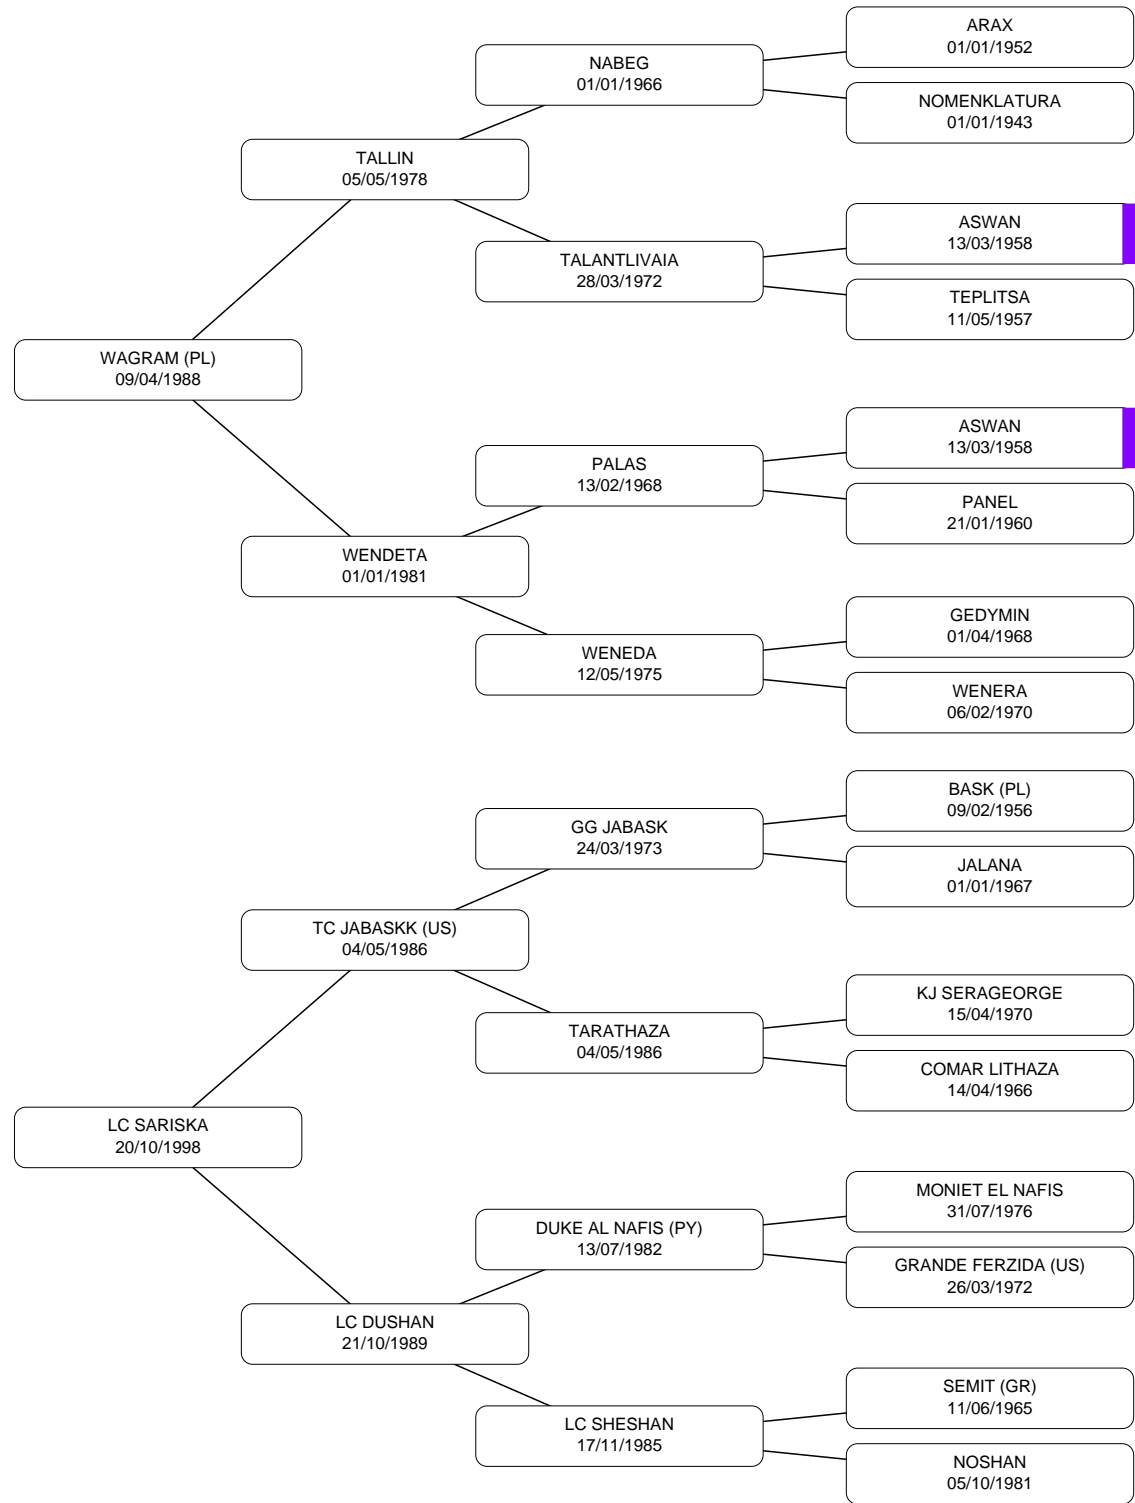 ARAX
01/01/1952
NABEG
01/01/1966
NOMENKLATURA
01/01/1943
TALLIN
05/05/1978
ASWAN
13/03/1958
TALANTLIVAIA
28/03/1972
TEPLITSA
11/05/1957
WAGRAM (PL)
09/04/1988
ASWAN
13/03/1958
PALAS
13/02/1968
PANEL
21/01/1960
WENDETA
01/01/1981
GEDYMIN
01/04/1968
WENEDA
12/05/1975
WENERA
06/02/1970
BASK (PL)
09/02/1956
GG JABASK
24/03/1973
JALANA
01/01/1967
TC JABASKK (US)
04/05/1986
KJ SERAGEORGE
15/04/1970
TARATHAZA
04/05/1986
COMAR LITHAZA
14/04/1966
LC SARISKA
20/10/1998
MONIET EL NAFIS
31/07/1976
DUKE AL NAFIS (PY)
13/07/1982
GRANDE FERZIDA (US)
26/03/1972
LC DUSHAN
21/10/1989
SEMIT (GR)
11/06/1965
LC SHESHAN
17/11/1985
NOSHAN
05/10/1981